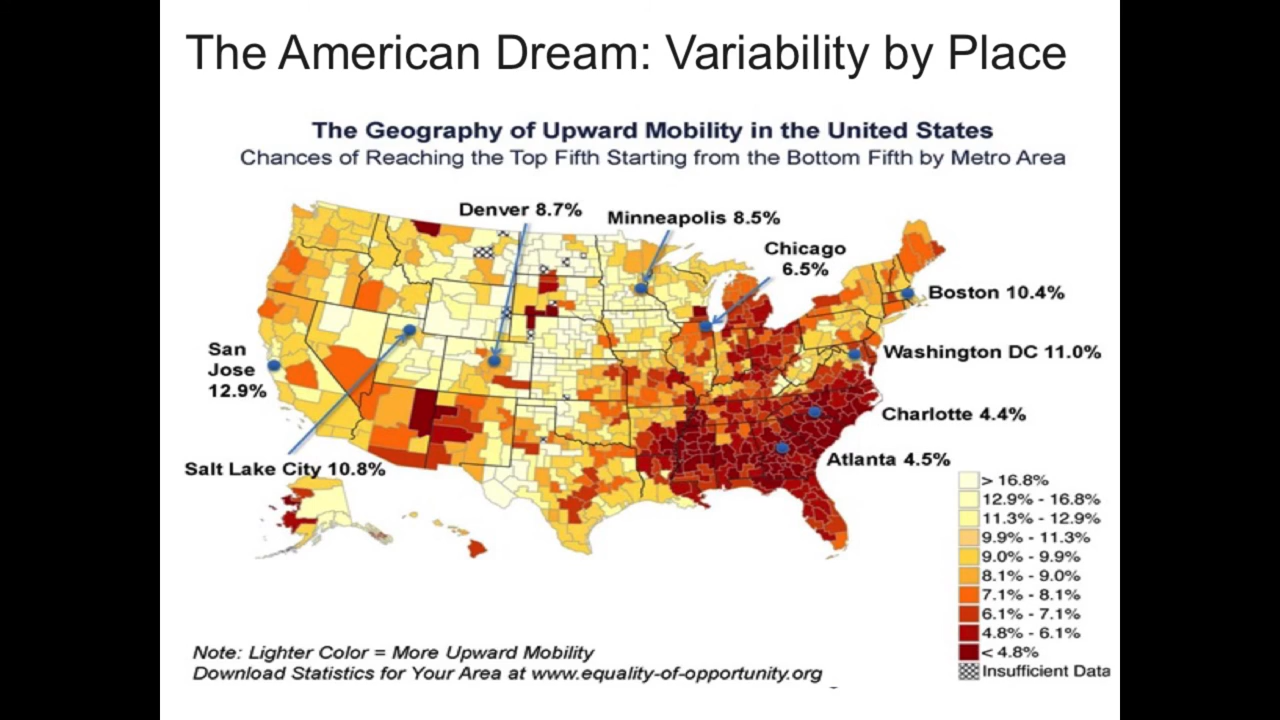 The American Dream: Variability by Place
The Geography of Upward Mobility in the United States
Chances of Reaching the Top Fifth Starting from the Bottom Fifth by Metro Area
Denver 8.7%
Minneapolis 8.5%
Chicago
6.5%
Boston 10.4%
Washington DC 11.0%
San
Jose
12.9%
Charlotte 4.4%
Atlanta 4.5%
Salt Lake City 10.8%
> 16.8%
12.9% - 16.8%
11.3% - 12.9%
9.9% - 11.3%
9.0% - 9.9%
8.1% - 9.0%
7.1% - 8.1%
6.1% - 7.1%
4.8% - 6.1%
< 4.8%
Insufficient Data
Note: Lighter Color = More Upward Mobility
Download Statistics for Your Area at www.equality-of-opportunity.org